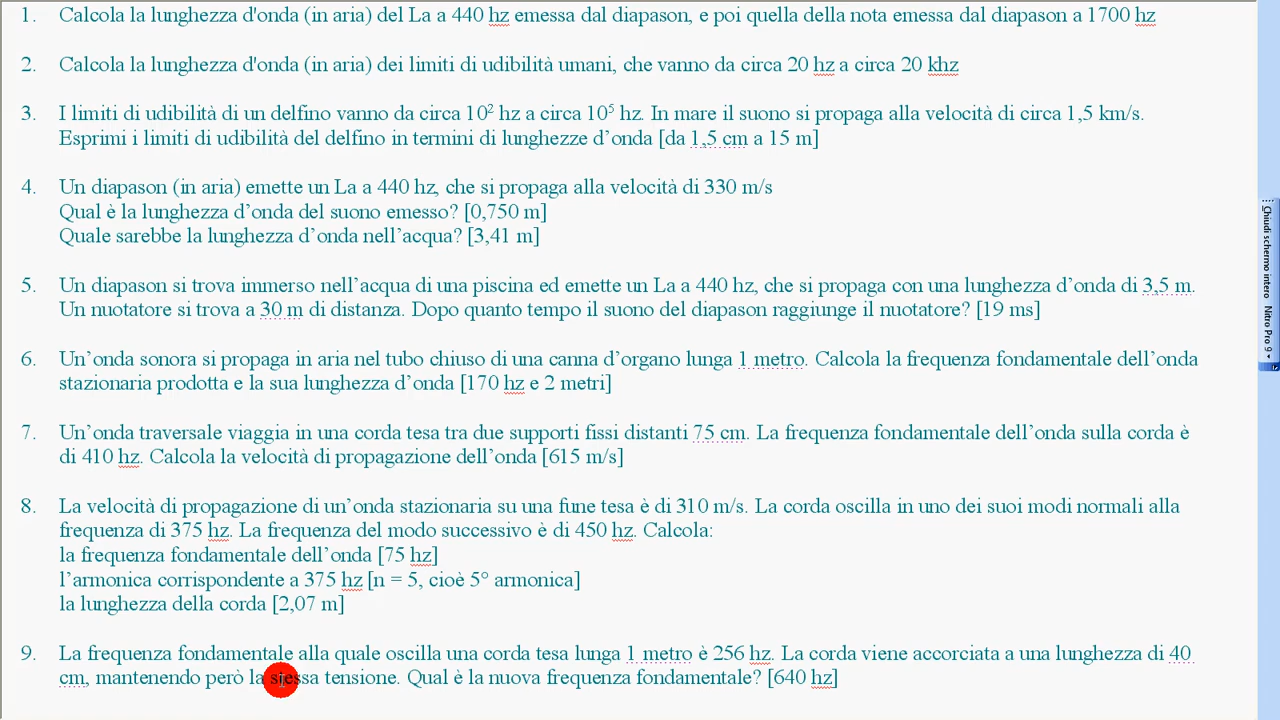 1. Calcola la lunghezza d'onda (in aria) del La a 440 hz emessa dal diapason, e poi quella della nota emessa dal diapason a 1700 hz
2. Calcola la lunghezza d'onda (in aria) dei limiti di udibilità umani, che vanno da circa 20 hz a circa 20 khz
3. I limiti di udibilità di un delfino vanno da circa 10² hz a circa 10⁵ hz. In mare il suono si propaga alla velocità di circa 1,5 km/s.
Esprimi i limiti di udibilità del delfino in termini di lunghezze d’onda [da 1,5 cm a 15 m]
4. Un diapason (in aria) emette un La a 440 hz, che si propaga alla velocità di 330 m/s
Qual è la lunghezza d’onda del suono emesso? [0,750 m]
Quale sarebbe la lunghezza d’onda nell’acqua? [3,41 m]
5. Un diapason si trova immerso nell’acqua di una piscina ed emette un La a 440 hz, che si propaga con una lunghezza d’onda di 3,5 m.
Un nuotatore si trova a 30 m di distanza. Dopo quanto tempo il suono del diapason raggiunge il nuotatore? [19 ms]
6. Un’onda sonora si propaga in aria nel tubo chiuso di una canna d’organo lunga 1 metro. Calcola la frequenza fondamentale dell’onda
stazionaria prodotta e la sua lunghezza d’onda [170 hz e 2 metri]
7. Un’onda traversale viaggia in una corda tesa tra due supporti fissi distanti 75 cm. La frequenza fondamentale dell’onda sulla corda è
di 410 hz. Calcola la velocità di propagazione dell’onda [615 m/s]
8. La velocità di propagazione di un’onda stazionaria su una fune tesa è di 310 m/s. La corda oscilla in uno dei suoi modi normali alla
frequenza di 375 hz. La frequenza del modo successivo è di 450 hz. Calcola:
la frequenza fondamentale dell’onda [75 hz]
l’armonica corrispondente a 375 hz [n = 5, cioè 5° armonica]
la lunghezza della corda [2,07 m]
9. La frequenza fondamentale alla quale oscilla una corda tesa lunga 1 metro è 256 hz. La corda viene accorciata a una lunghezza di 40
cm, mantenendo però la stessa tensione. Qual è la nuova frequenza fondamentale? [640 hz]
Chiudi schermo intero Nitro Pro 9